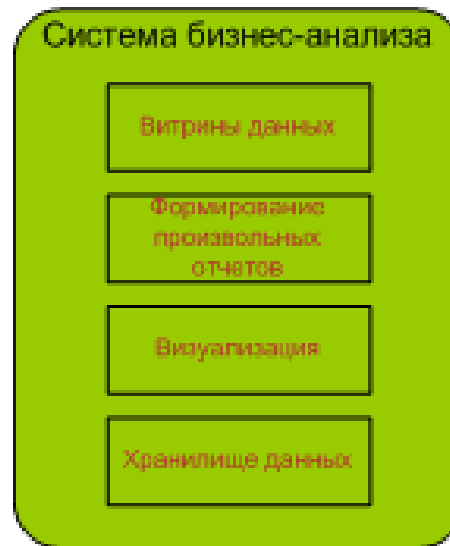 Система бизнес-анализа
Витрины данных
Формирование
произвольных
отчетов
Визуализация
Хранилище данных